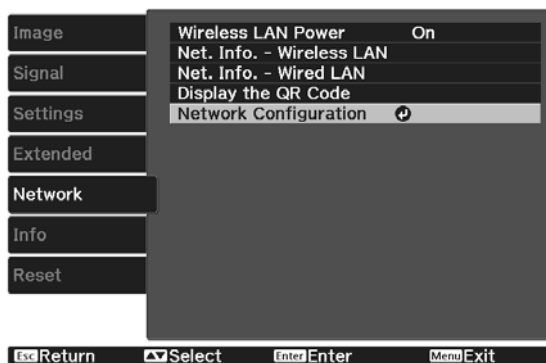 Image
Signal
Settings
Extended
Network
Info
Reset
Wireless LAN Power On
Net. Info. - Wireless LAN
Net. Info. - Wired LAN
Display the QR Code
Network Configuration
Esc Return Select Enter Enter Menu Exit